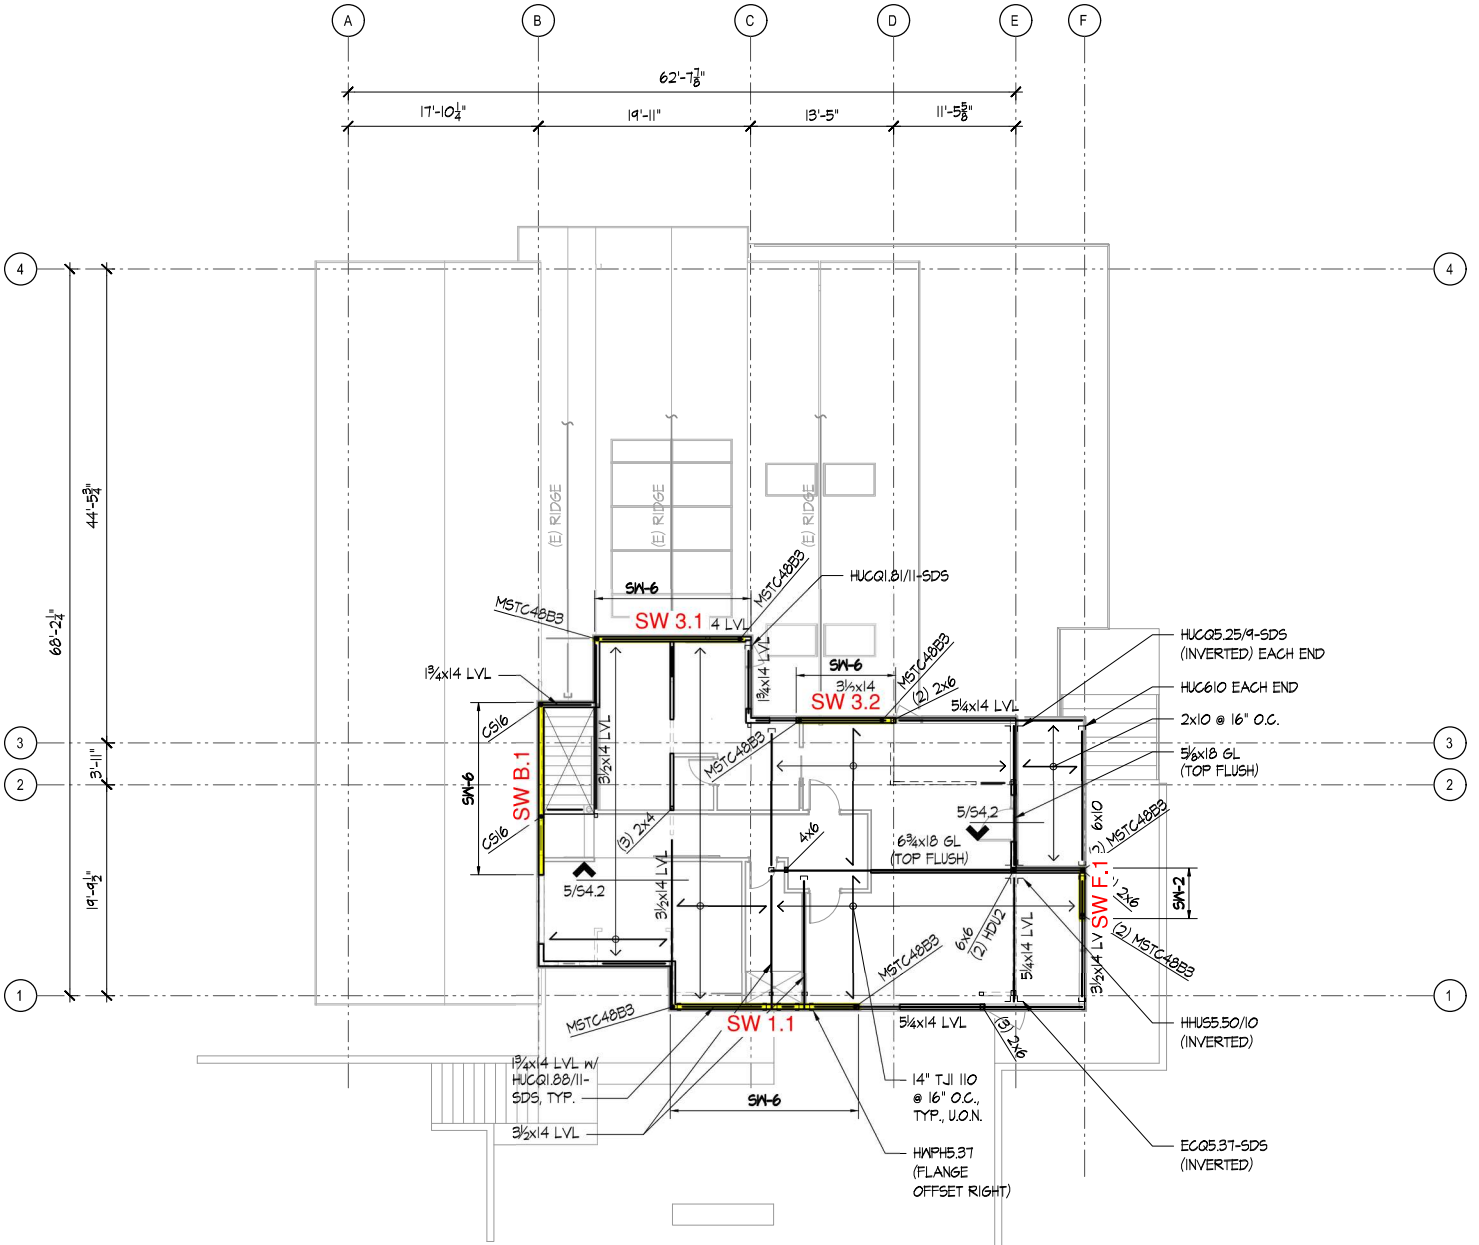 A
B
C
D
E
F
62'-7⅞"
17'-10¼"
19'-11"
13'-5"
11'-5⅝"
4
4
44'-5¾"
68'-2¼"
(E) RIDGE
(E) RIDGE
(E) RIDGE
MSTC48B3
SW-6
SW 3.1
4 LVL
MSTC48B3
HUCQ1.81/11-SDS
1¾x14 LVL
1¾x14 LVL
SW-6
3½x14
SW 3.2
MSTC48B3
(2) 2x6
5¼x14 LVL
HUCQ5.25/9-SDS
(INVERTED) EACH END
HUC610 EACH END
2x10 @ 16" O.C.
5⅛x18 GL
(TOP FLUSH)
CS16
3½x14 LVL
MSTC48B3
3
3
3'-11"
2
2
SW-6
SW B.1
CS16
(3) 2x4
4x6
5/S4.2
6¾x18 GL
(TOP FLUSH)
6x10
(2) MSTC48B3
5/S4.2
3½x14 LVL
19'-9½"
SW F.1
2x6
SW-2
(2) MSTC48B3
6x6
(2) HDU2
5¼x14 LVL
3½x14 LV
MSTC48B3
1
1
MSTC48B3
SW 1.1
5¼x14 LVL
(3) 2x6
HHUS5.50/10
(INVERTED)
1¾x14 LVL W/
HUCQ1.88/11-
SDS, TYP.
3½x14 LVL
SW-6
14" TJI 110
@ 16" O.C.,
TYP., U.O.N.
HWPH5.37
(FLANGE
OFFSET RIGHT)
ECQ5.37-SDS
(INVERTED)